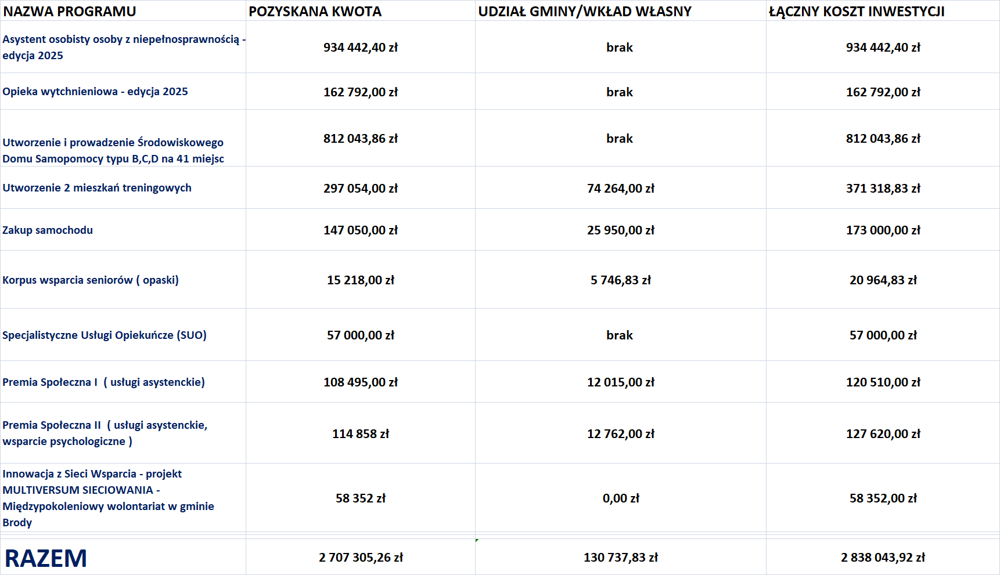 NAZWA PROGRAMU POZYSKANA KWOTA UDZIAŁ GMINY/WKŁAD WŁASNY ŁĄCZNY KOSZT INWESTYCJI
Asystent osobisty osoby z niepełnosprawnością -
edycja 2025
934 442,40 zł brak 934 442,40 zł
Opieka wytchnieniowa - edycja 2025 162 792,00 zł brak 162 792,00 zł
Utworzenie i prowadzenie Środowiskowego
Domu Samopomocy typu B,C,D na 41 miejsc
812 043,86 zł brak 812 043,86 zł
Utworzenie 2 mieszkań treningowych 297 054,00 zł 74 264,00 zł 371 318,83 zł
Zakup samochodu 147 050,00 zł 25 950,00 zł 173 000,00 zł
Korpus wsparcia seniorów ( opaski) 15 218,00 zł 5 746,83 zł 20 964,83 zł
Specjalistyczne Usługi Opiekuńcze (SUO) 57 000,00 zł brak 57 000,00 zł
Premia Społeczna I  ( usługi asystenckie) 108 495,00 zł 12 015,00 zł 120 510,00 zł
Premia Społeczna II  ( usługi asystenckie,
wsparcie psychologiczne )
114 858 zł 12 762,00 zł 127 620,00 zł
Innowacja z Sieci Wsparcia - projekt
MULTIVERSUM SIECIOWANIA -
Międzypokoleniowy wolontariat w gminie
Brody
58 352 zł 0,00 zł 58 352,00 zł
RAZEM 2 707 305,26 zł 130 737,83 zł 2 838 043,92 zł